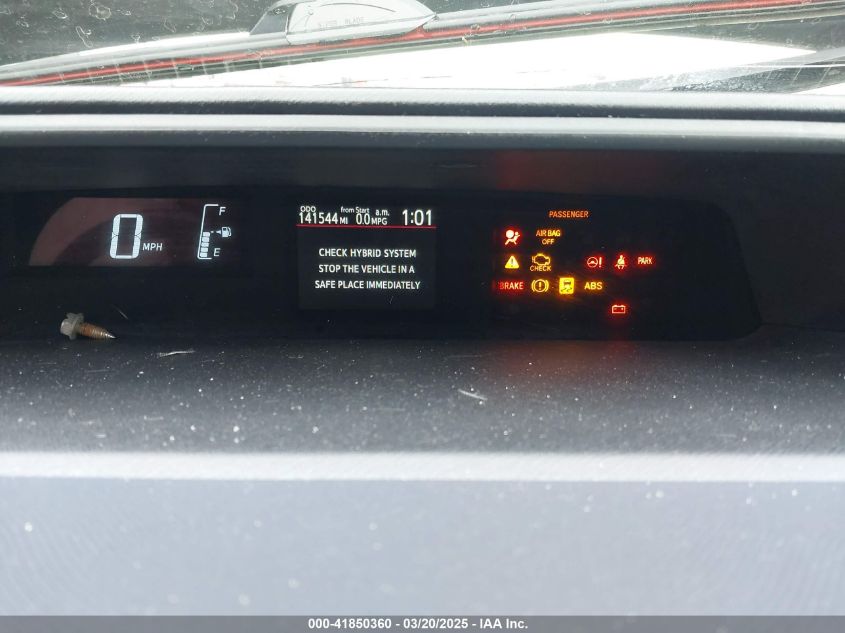 0 MPH
F
E
ODO from Start a.m.
141544 MI 0.0 MPG 1:01
CHECK HYBRID SYSTEM
STOP THE VEHICLE IN A
SAFE PLACE IMMEDIATELY
PASSENGER
AIR BAG
OFF
CHECK
PARK
BRAKE
ABS
000-41850360 - 03/20/2025 - IAA Inc.